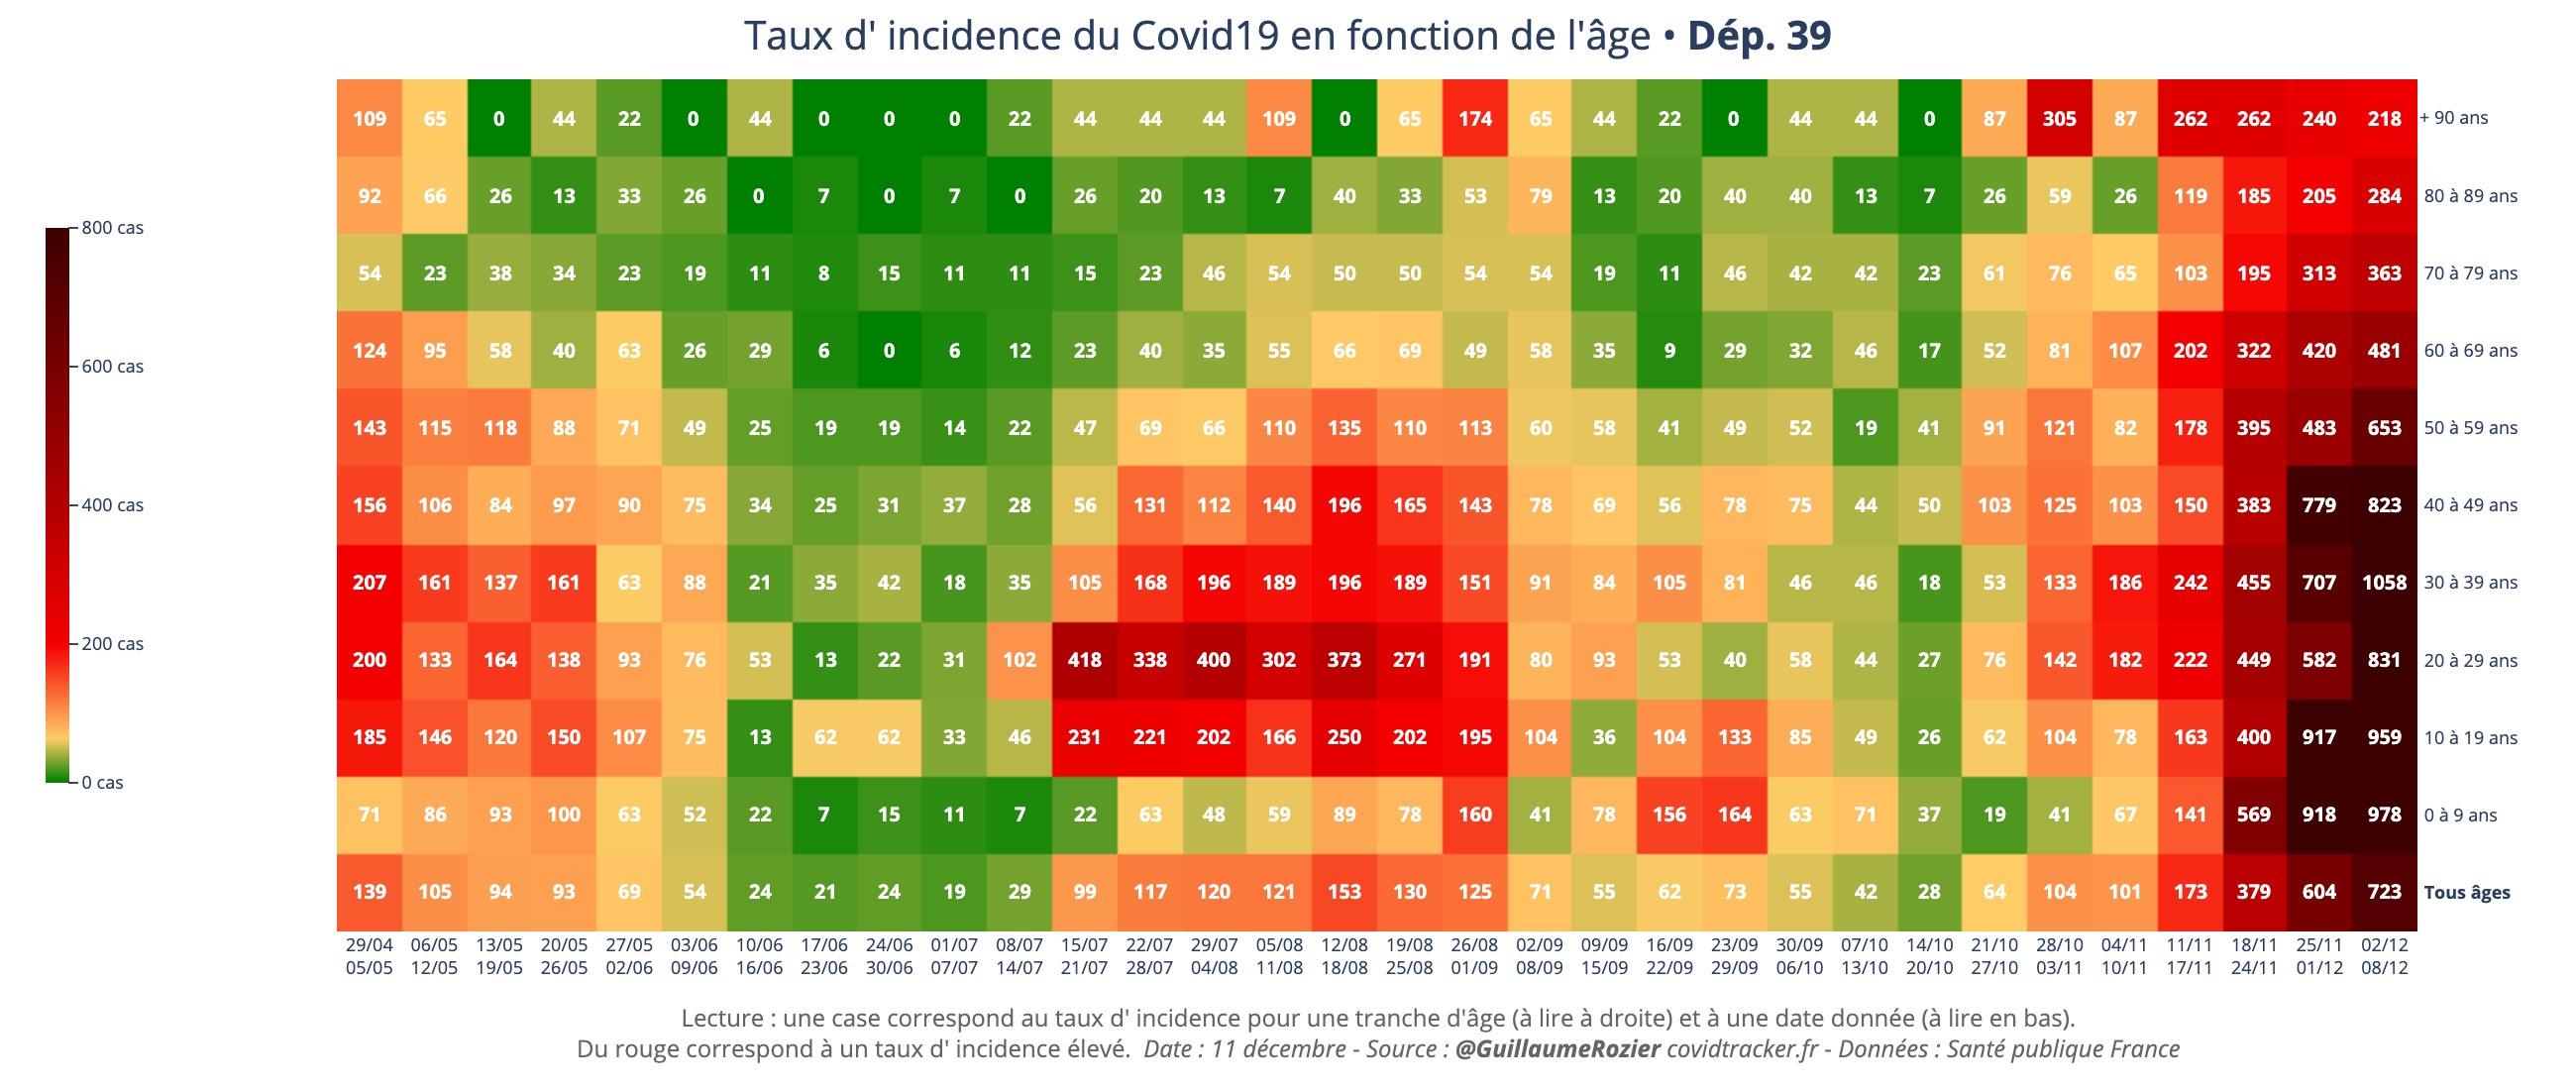 Taux d' incidence du Covid19 en fonction de l'âge • Dép. 39
800 cas
600 cas
400 cas
200 cas
0 cas
109 65 0 44 22 0 44 0 0 0 22 44 44 44 109 0 65 174 65 44 22 0 44 44 0 87 305 87 262 262 240 218 + 90 ans
92 66 26 13 33 26 0 7 0 7 0 26 20 13 7 40 33 53 79 13 20 40 40 13 7 26 59 26 119 185 205 284 80 à 89 ans
54 23 38 34 23 19 11 8 15 11 11 15 23 46 54 50 50 54 54 19 11 46 42 42 23 61 76 65 103 195 313 363 70 à 79 ans
124 95 58 40 63 26 29 6 0 6 12 23 40 35 55 66 69 49 58 35 9 29 32 46 17 52 81 107 202 322 420 481 60 à 69 ans
143 115 118 88 71 49 25 19 19 14 22 47 69 66 110 135 110 113 60 58 41 49 52 19 41 91 121 82 178 395 483 653 50 à 59 ans
156 106 84 97 90 75 34 25 31 37 28 56 131 112 140 196 165 143 78 69 56 78 75 44 50 103 125 103 150 383 779 823 40 à 49 ans
207 161 137 161 63 88 21 35 42 18 35 105 168 196 189 196 189 151 91 84 105 81 46 46 18 53 133 186 242 455 707 1058 30 à 39 ans
200 133 164 138 93 76 53 13 22 31 102 418 338 400 302 373 271 191 80 93 53 40 58 44 27 76 142 182 222 449 582 831 20 à 29 ans
185 146 120 150 107 75 13 62 62 33 46 231 221 202 166 250 202 195 104 36 104 133 85 49 26 62 104 78 163 400 917 959 10 à 19 ans
71 86 93 100 63 52 22 7 15 11 7 22 63 48 59 89 78 160 41 78 156 164 63 71 37 19 41 67 141 569 918 978 0 à 9 ans
139 105 94 93 69 54 24 21 24 19 29 99 117 120 121 153 130 125 71 55 62 73 55 42 28 64 104 101 173 379 604 723 Tous âges
29/04 06/05 13/05 20/05 27/05 03/06 10/06 17/06 24/06 01/07 08/07 15/07 22/07 29/07 05/08 12/08 19/08 26/08 02/09 09/09 16/09 23/09 30/09 07/10 14/10 21/10 28/10 04/11 11/11 18/11 25/11 02/12
05/05 12/05 19/05 26/05 02/06 09/06 16/06 23/06 30/06 07/07 14/07 21/07 28/07 04/08 11/08 18/08 25/08 01/09 08/09 15/09 22/09 29/09 06/10 13/10 20/10 27/10 03/11 10/11 17/11 24/11 01/12 08/12
Lecture : une case correspond au taux d' incidence pour une tranche d'âge (à lire à droite) et à une date donnée (à lire en bas).
Du rouge correspond à un taux d' incidence élevé. Date : 11 décembre - Source : @GuillaumeRozier covidtracker.fr - Données : Santé publique France